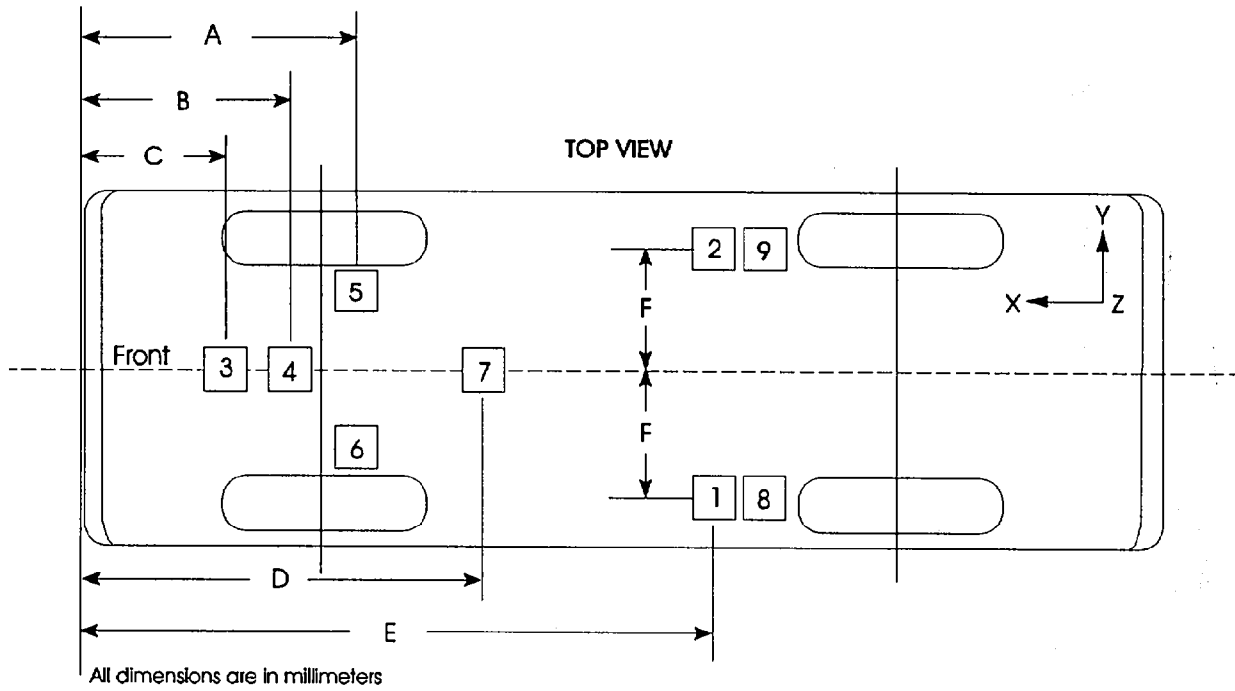 A
B
C
TOP VIEW
2 9 Y
5 F X Z
Front 3 4 7
6 F
1 8
D
E
All dimensions are in millimeters